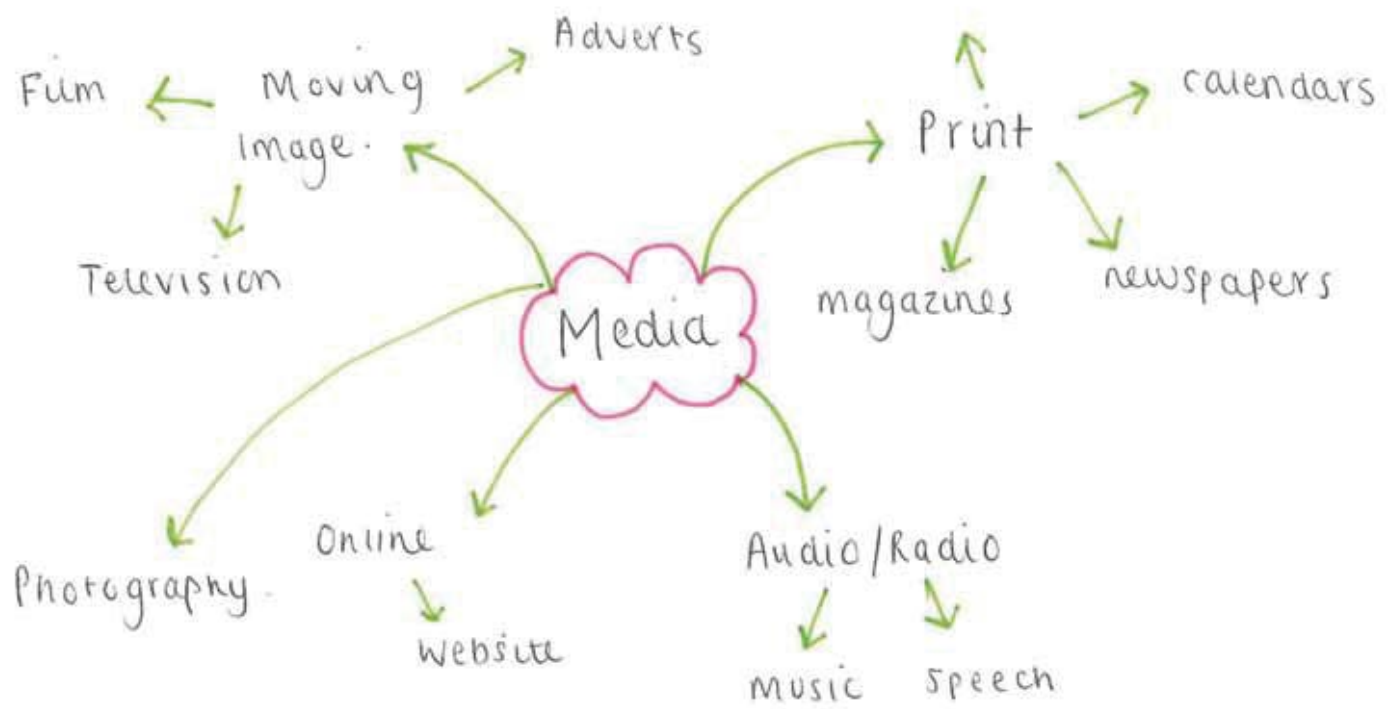 Adverts
Film
Moving
Image.
calendars
Print
Television
magazines
newspapers
Media
Online
Audio/Radio
Photography.
Website
Music
Speech